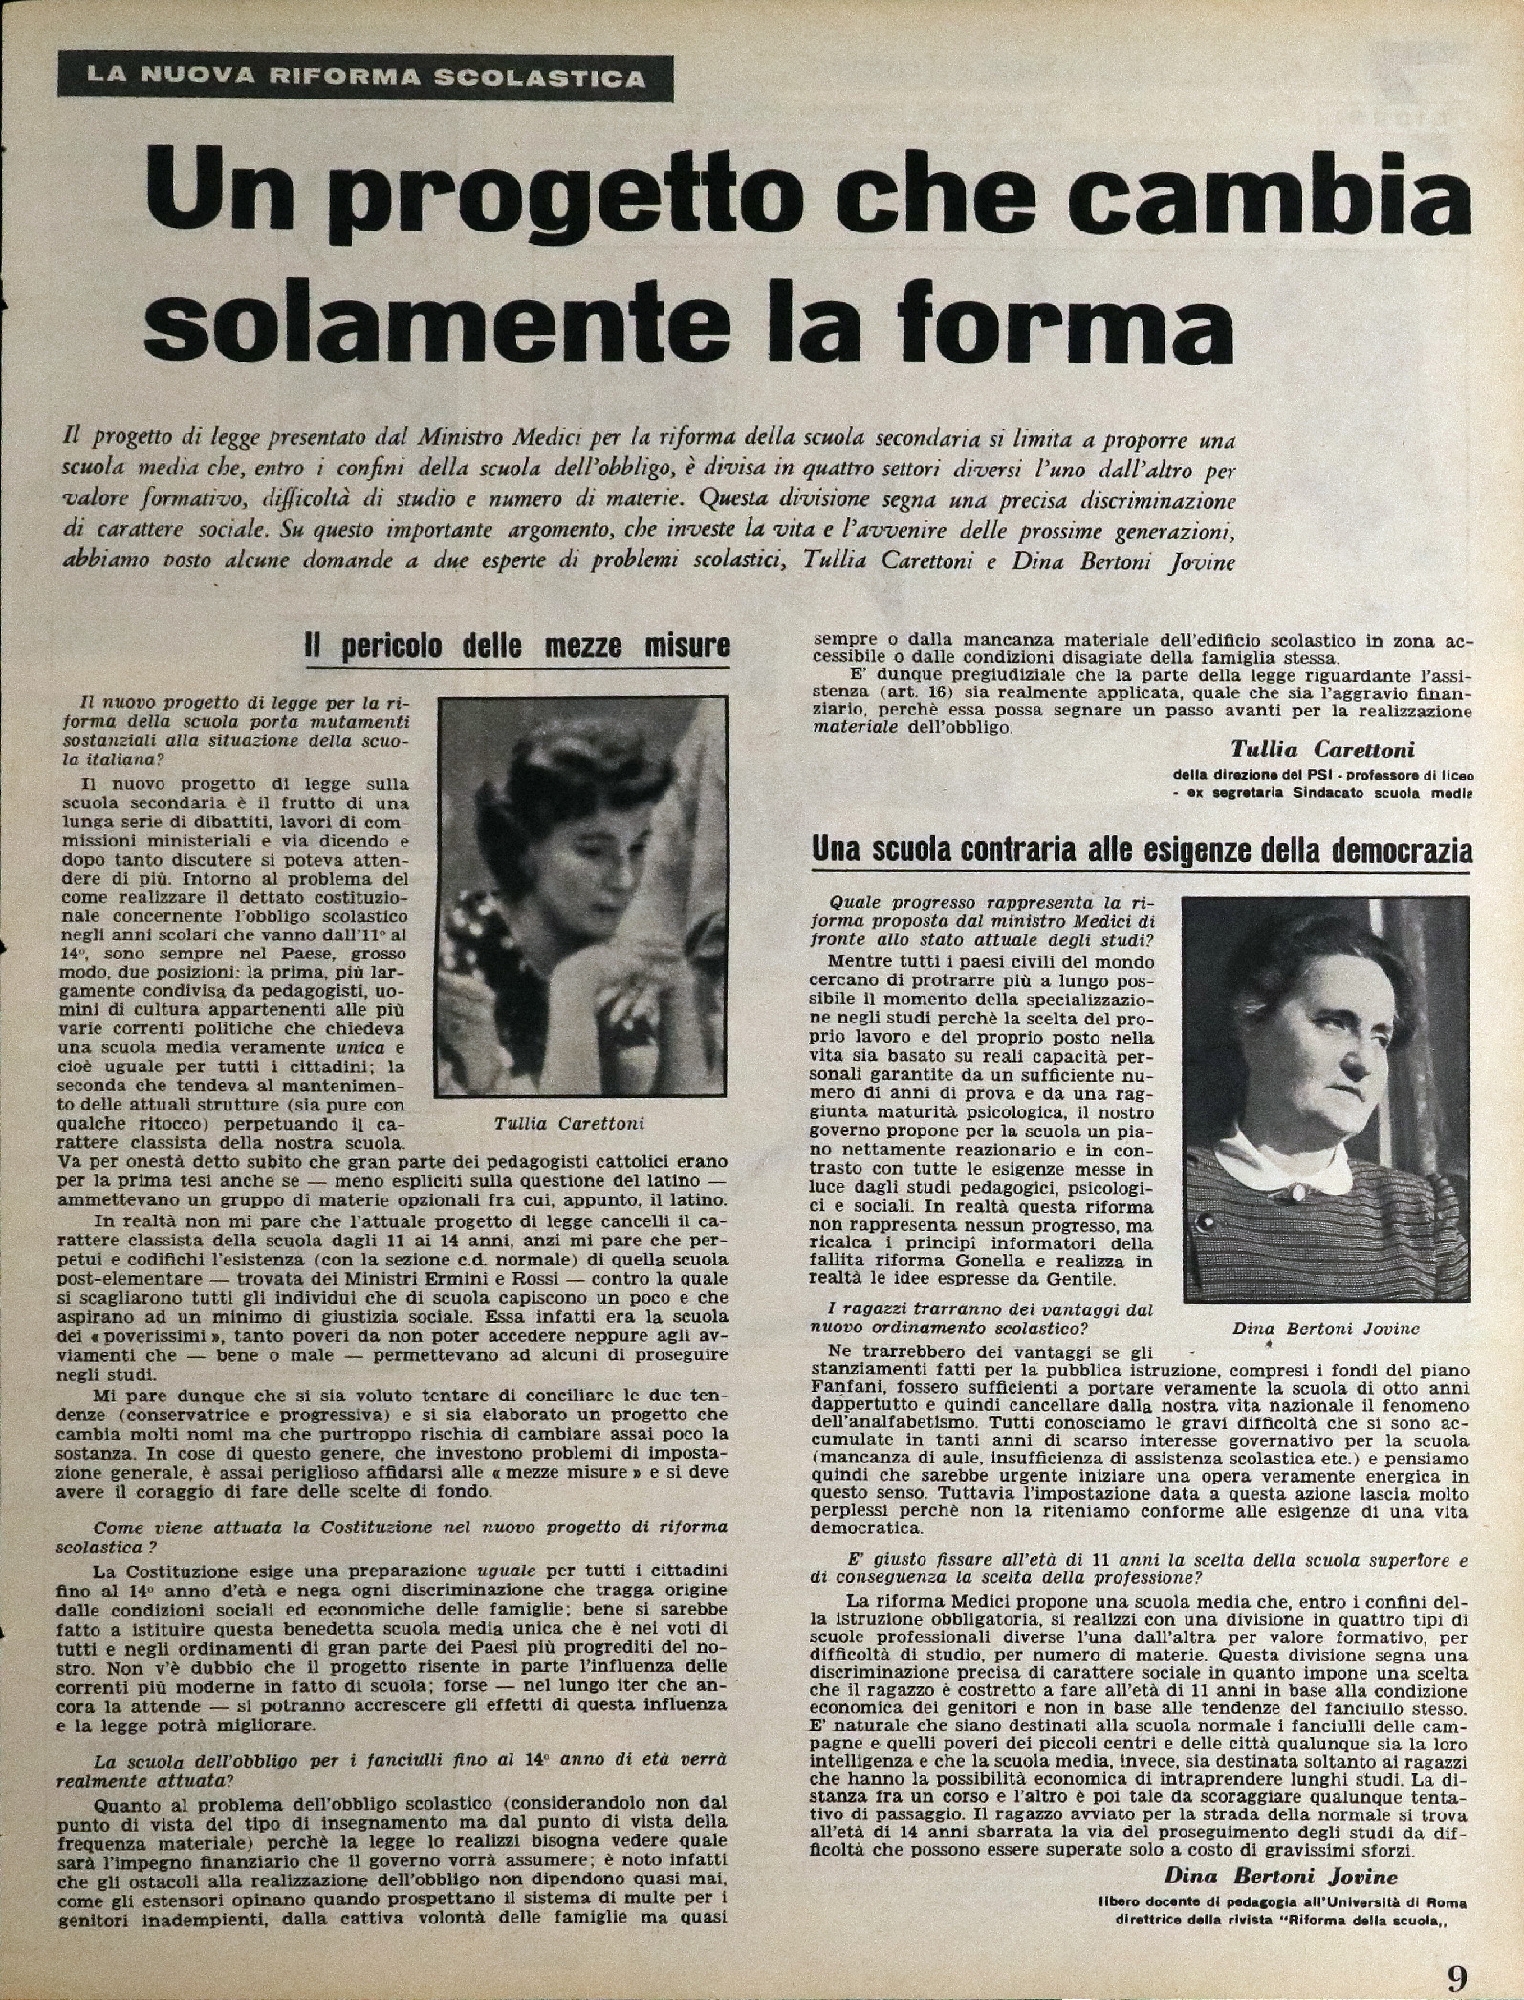 LA NUOVA RIFORMA SCOLASTICA
Un progetto che cambia
solamente la forma
Il progetto di legge presentato dal Ministro Medici per la riforma della scuola secondaria si limita a proporre una
scuola media che, entro i confini della scuola dell'obbligo, è divisa in quattro settori diversi l'uno dall'altro per
valore formativo, difficoltà di studio e numero di materie. Questa divisione segna una precisa discriminazione
di carattere sociale. Su questo importante argomento, che investe la vita e l'avvenire delle prossime generazioni,
abbiamo posto alcune domande a due esperte di problemi scolastici, Tullia Carettoni e Dina Bertoni Jovine
Il pericolo delle mezze misure
Il nuovo progetto di legge per la ri-
forma della scuola porta mutamenti
sostanziali alla situazione della scuo-
la italiana?
Il nuovo progetto di legge sulla
scuola secondaria è il frutto di una
lunga serie di dibattiti, lavori di com-
missioni ministeriali e via dicendo e
dopo tanto discutere si poteva atten-
dere di più. Intorno al problema del
come realizzare il dettato costituzio-
nale concernente l'obbligo scolastico
negli anni scolari che vanno dall'11° al
14°, sono sempre nel Paese, grosso
modo, due posizioni: la prima, più lar-
gamente condivisa da pedagogisti, uo-
mini di cultura appartenenti alle più
varie correnti politiche che chiedeva
una scuola media veramente unica e
cioè uguale per tutti i cittadini; la
seconda che tendeva al mantenimen-
to delle attuali strutture (sia pure con
qualche ritocco) perpetuando il ca-
rattere classista della nostra scuola.
Va per onestà detto subito che gran parte dei pedagogisti cattolici erano
per la prima tesi anche se — meno espliciti sulla questione del latino —
ammettevano un gruppo di materie opzionali fra cui, appunto, il latino.
In realtà non mi pare che l'attuale progetto di legge cancelli il ca-
rattere classista della scuola dagli 11 ai 14 anni, anzi mi pare che per-
petui e codifichi l'esistenza (con la sezione c.d. normale) di quella scuola
post-elementare — trovata dei Ministri Ermini e Rossi — contro la quale
si scagliarono tutti gli individui che di scuola capiscono un poco e che
aspirano ad un minimo di giustizia sociale. Essa infatti era la scuola
dei « poverissimi », tanto poveri da non poter accedere neppure agli av-
viamenti che — bene o male — permettevano ad alcuni di proseguire
negli studi.
Mi pare dunque che si sia voluto tentare di conciliare le due ten-
denze (conservatrice e progressiva) e si sia elaborato un progetto che
cambia molti nomi ma che purtroppo rischia di cambiare assai poco la
sostanza. In cose di questo genere, che investono problemi di imposta-
zione generale, è assai periglioso affidarsi alle « mezze misure » e si deve
avere il coraggio di fare delle scelte di fondo.
Come viene attuata la Costituzione nel nuovo progetto di riforma
scolastica ?
La Costituzione esige una preparazione uguale per tutti i cittadini
fino al 14° anno d'età e nega ogni discriminazione che tragga origine
dalle condizioni sociali ed economiche delle famiglie; bene si sarebbe
fatto a istituire questa benedetta scuola media unica che è nei voti di
tutti e negli ordinamenti di gran parte dei Paesi più progrediti del no-
stro. Non v'è dubbio che il progetto risente in parte l'influenza delle
correnti più moderne in fatto di scuola; forse — nel lungo iter che an-
cora la attende — si potranno accrescere gli effetti di questa influenza
e la legge potrà migliorare.
La scuola dell'obbligo per i fanciulli fino al 14° anno di età verrà
realmente attuata?
Quanto al problema dell'obbligo scolastico (considerandolo non dal
punto di vista del tipo di insegnamento ma dal punto di vista della
frequenza materiale) perchè la legge lo realizzi bisogna vedere quale
sarà l'impegno finanziario che il governo vorrà assumere; è noto infatti
che gli ostacoli alla realizzazione dell'obbligo non dipendono quasi mai,
come gli estensori opinano quando prospettano il sistema di multe per i
genitori inadempienti, dalla cattiva volontà delle famiglie ma quasi
Tullia Carettoni
sempre o dalla mancanza materiale dell'edificio scolastico in zona ac-
cessibile o dalle condizioni disagiate della famiglia stessa.
E' dunque pregiudiziale che la parte della legge riguardante l'assi-
stenza (art. 16) sia realmente applicata, quale che sia l'aggravio finan-
ziario, perchè essa possa segnare un passo avanti per la realizzazione
materiale dell'obbligo.
Tullia Carettoni
della direzione del PSI - professore di liceo
- ex segretaria Sindacato scuola media
Una scuola contraria alle esigenze della democrazia
Quale progresso rappresenta la ri-
forma proposta dal ministro Medici di
fronte allo stato attuale degli studi?
Mentre tutti i paesi civili del mondo
cercano di protrarre più a lungo pos-
sibile il momento della specializzazio-
ne negli studi perchè la scelta del pro-
prio lavoro e del proprio posto nella
vita sia basato su reali capacità per-
sonali garantite da un sufficiente nu-
mero di anni di prova e da una rag-
giunta maturità psicologica, il nostro
governo propone per la scuola un pia-
no nettamente reazionario e in con-
trasto con tutte le esigenze messe in
luce dagli studi pedagogici, psicologi-
ci e sociali. In realtà questa riforma
non rappresenta nessun progresso, ma
ricalca i principi informatori della
fallita riforma Gonella e realizza in
realtà le idee espresse da Gentile.
I ragazzi trarranno dei vantaggi dal
nuovo ordinamento scolastico?
Dina Bertoni Jovine
Ne trarrebbero dei vantaggi se gli
stanziamenti fatti per la pubblica istruzione, compresi i fondi del piano
Fanfani, fossero sufficienti a portare veramente la scuola di otto anni
dappertutto e quindi cancellare dalla nostra vita nazionale il fenomeno
dell'analfabetismo. Tutti conosciamo le gravi difficoltà che si sono ac-
cumulate in tanti anni di scarso interesse governativo per la scuola
(mancanza di aule, insufficienza di assistenza scolastica etc.) e pensiamo
quindi che sarebbe urgente iniziare una opera veramente energica in
questo senso. Tuttavia l'impostazione data a questa azione lascia molto
perplessi perchè non la riteniamo conforme alle esigenze di una vita
democratica.
E' giusto fissare all'età di 11 anni la scelta della scuola superiore e
di conseguenza la scelta della professione?
La riforma Medici propone una scuola media che, entro i confini del-
la istruzione obbligatoria, si realizzi con una divisione in quattro tipi di
scuole professionali diverse l'una dall'altra per valore formativo, per
difficoltà di studio, per numero di materie. Questa divisione segna una
discriminazione precisa di carattere sociale in quanto impone una scelta
che il ragazzo è costretto a fare all'età di 11 anni in base alla condizione
economica dei genitori e non in base alle tendenze del fanciullo stesso.
E' naturale che siano destinati alla scuola normale i fanciulli delle cam-
pagne e quelli poveri dei piccoli centri e delle città qualunque sia la loro
intelligenza e che la scuola media, invece, sia destinata soltanto ai ragazzi
che hanno la possibilità economica di intraprendere lunghi studi. La di-
stanza fra un corso e l'altro è poi tale da scoraggiare qualunque tenta-
tivo di passaggio. Il ragazzo avviato per la strada della normale si trova
all'età di 14 anni sbarrata la via del proseguimento degli studi da dif-
ficoltà che possono essere superate solo a costo di gravissimi sforzi.
Dina Bertoni Jovine
libero docente di pedagogia all'Università di Roma
direttrice della rivista "Riforma della scuola„
9